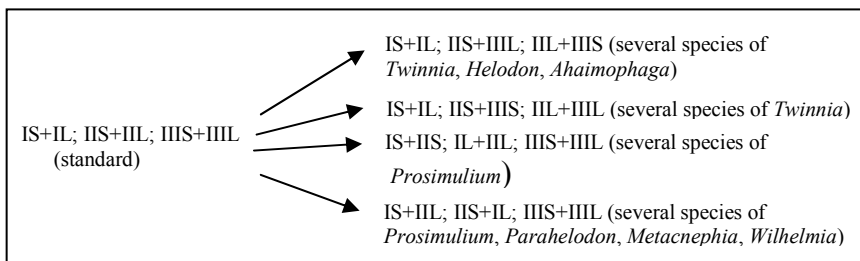 IS+IL; IIS+IIIL; IIL+IIIS (several species of
Twinnia, Helodon, Ahaimophaga)
IS+IL; IIS+IIIS; IIL+IIIL (several species of Twinnia)
IS+IL; IIS+IIL; IIIS+IIIL
(standard)
IS+IIS; IL+IIL; IIIS+IIIL (several species of
Prosimulium)
IS+IIL; IIS+IL; IIIS+IIIL (several species of
Prosimulium, Parahelodon, Metacnephia, Wilhelmia)